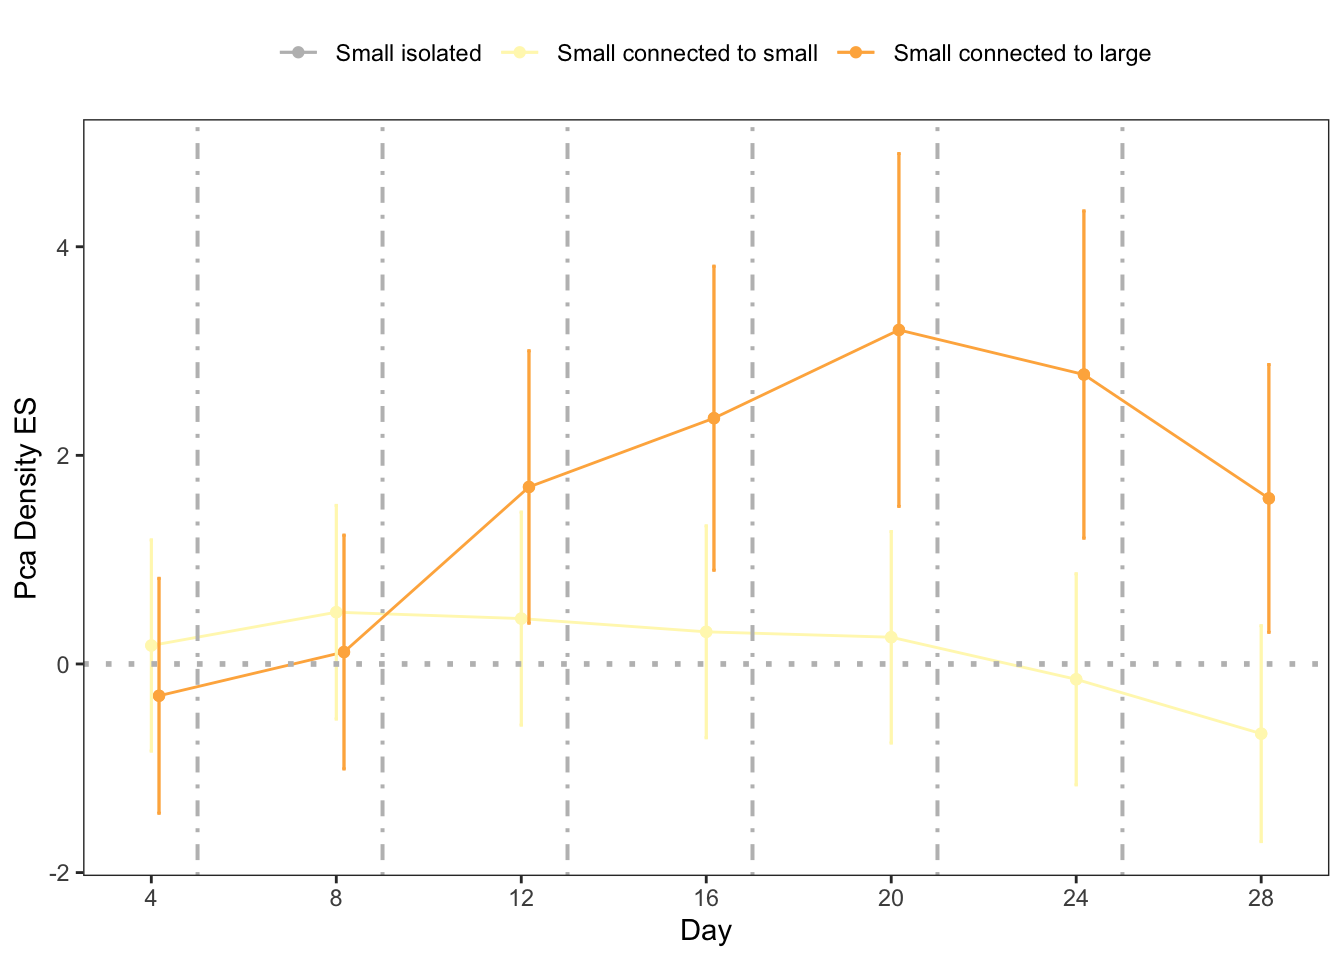 Small isolated Small connected to small Small connected to large
Pca Density ES
4
2
0
-2
4 8 12 16 20 24 28
Day